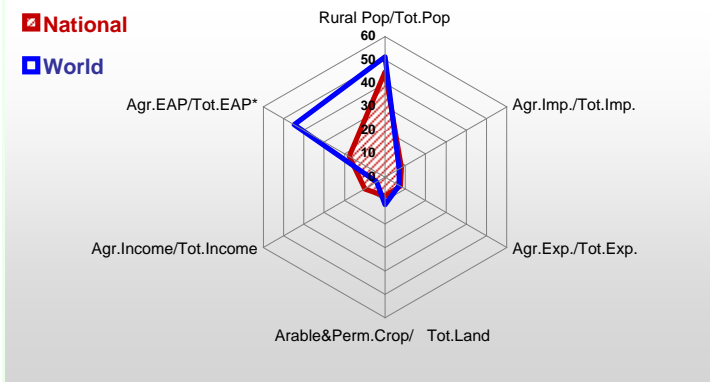 National
World
Rural Pop/Tot.Pop
60
50
40
30
20
10
0
Agr.EAP/Tot.EAP*
Agr.Imp./Tot.Imp.
Agr.Income/Tot.Income
Agr.Exp./Tot.Exp.
Arable&Perm.Crop/ Tot.Land